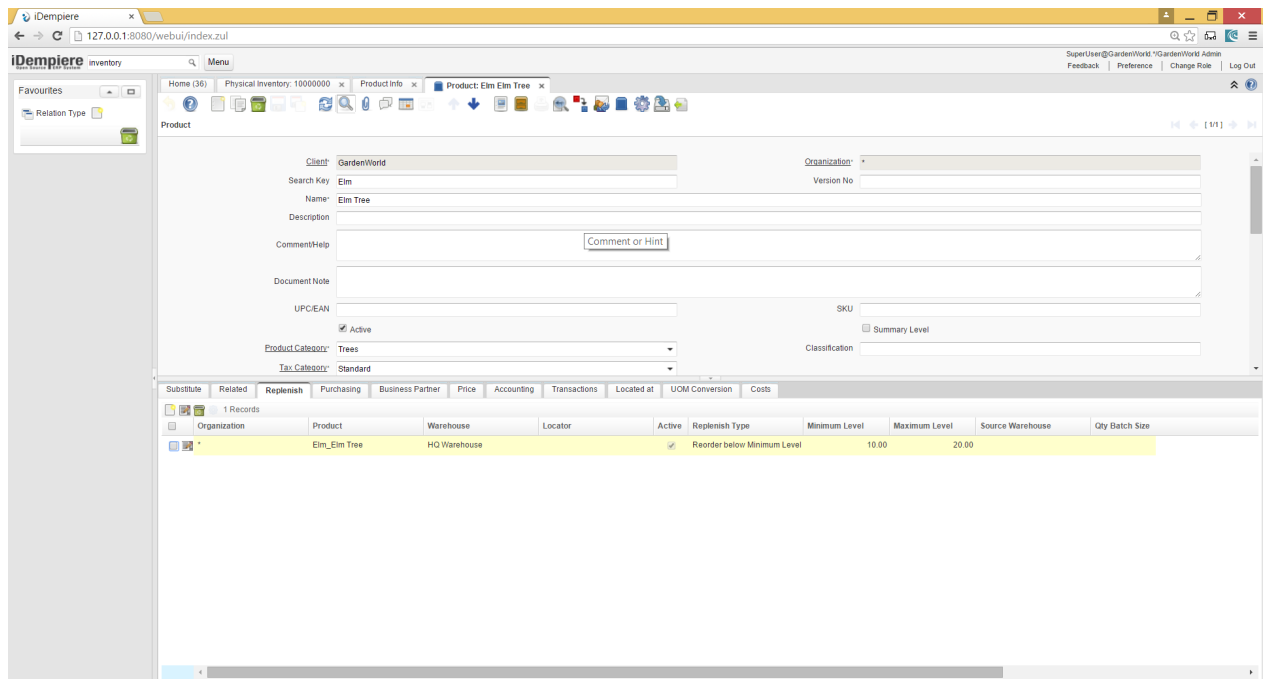 iDempiere
127.0.0.1:8080/webui/index.zul
iDempiere inventory Menu
SuperUser@GardenWorld.*/GardenWorld Admin
Feedback | Preference | Change Role | Log Out
Favourites
Relation Type
Home (36) Physical Inventory: 10000000 Product Info Product: Elm Elm Tree
Product [ 1/1 ]
Client GardenWorld Organization *
Search Key Elm Version No
Name Elm Tree
Description
Comment/Help Comment or Hint
Document Note
UPC/EAN SKU
Active Summary Level
Product Category Trees Classification
Tax Category Standard
Substitute Related Replenish Purchasing Business Partner Price Accounting Transactions Located at UOM Conversion Costs
1 Records
Organization Product Warehouse Locator Active Replenish Type Minimum Level Maximum Level Source Warehouse Qty Batch Size
* Elm_Elm Tree HQ Warehouse Reorder below Minimum Level 10.00 20.00